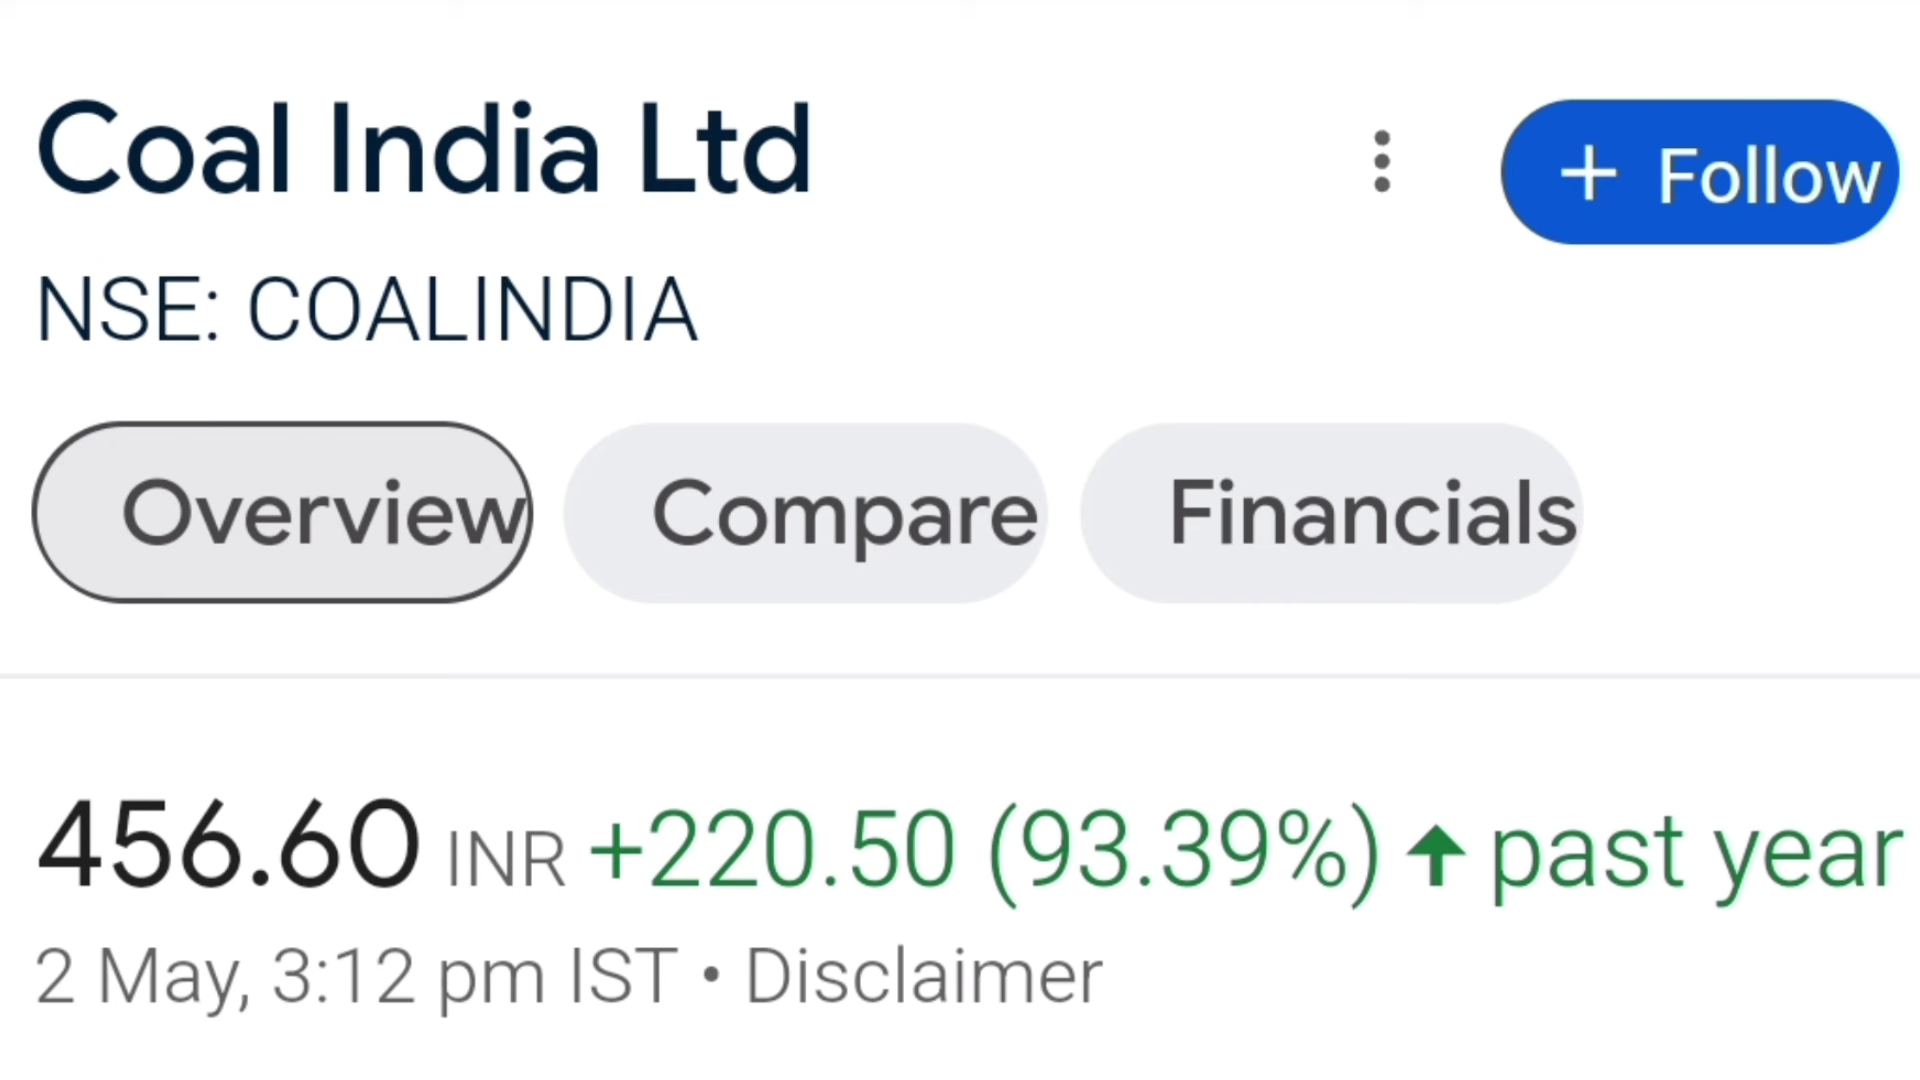 Coal India Ltd
+ Follow
NSE: COALINDIA
Overview Compare Financials
456.60 INR +220.50 (93.39%) ↑ past year
2 May, 3:12 pm IST • Disclaimer